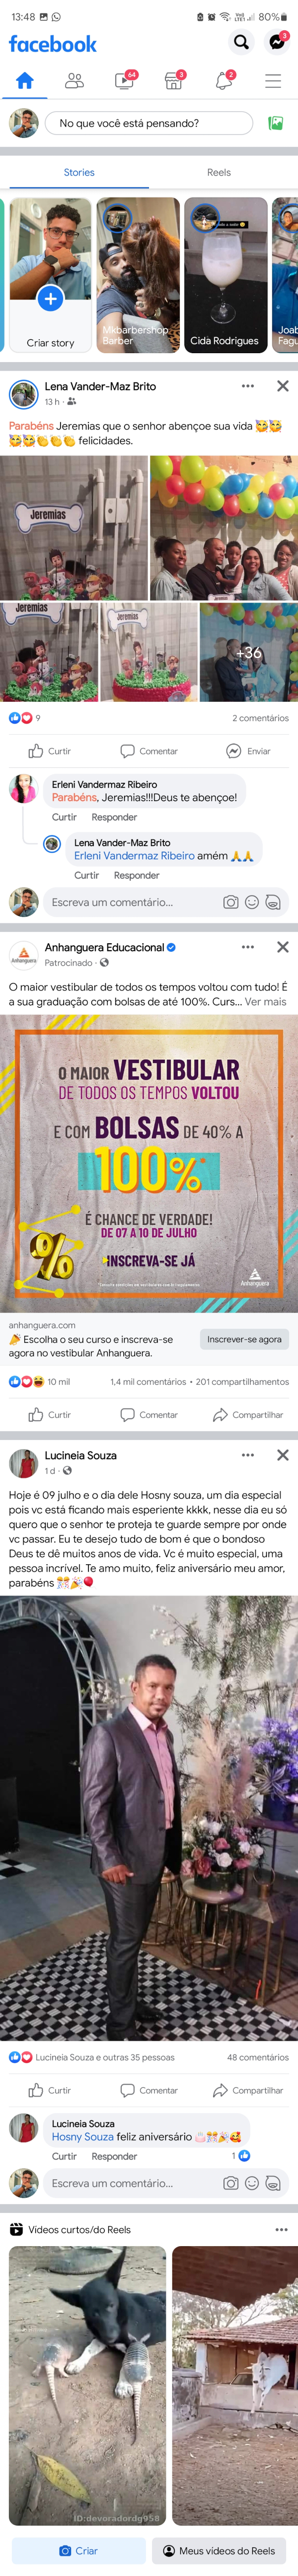 13:48
80%
facebook
3
64
3
2
No que você está pensando?
Stories
Reels
Criar story
Mkbarbershop
Barber
Cida Rodrigues
Joab
Fagu
Lena Vander-Maz Brito
13 h ·
Parabéns Jeremias que o senhor abençoe sua vida 🥰🥰
🥰🥰👏👏👏 felicidades.
Jeremias
Jeremias
Jeremias
+36
9
2 comentários
Curtir
Comentar
Enviar
Erleni Vandermaz Ribeiro
Parabéns, Jeremias!!!Deus te abençoe!
Curtir Responder
Lena Vander-Maz Brito
Erleni Vandermaz Ribeiro amém 🙏🙏
Curtir Responder
Escreva um comentário...
Anhanguera Educacional
Patrocinado ·
Anhanguera
O maior vestibular de todos os tempos voltou com tudo! É
a sua graduação com bolsas de até 100%. Curs... Ver mais
O MAIOR VESTIBULAR
DE TODOS OS TEMPOS VOLTOU
E COM BOLSAS DE 40% A
100%
É CHANCE DE VERDADE!
DE 07 A 10 DE JULHO
%
INSCREVA-SE JÁ
Anhanguera
anhanguera.com
🎉 Escolha o seu curso e inscreva-se
agora no vestibular Anhanguera.
Inscrever-se agora
10 mil
1,4 mil comentários • 201 compartilhamentos
Curtir
Comentar
Compartilhar
Lucineia Souza
1 d ·
Hoje é 09 julho e o dia dele Hosny souza, um dia especial
pois vc está ficando mais esperiente kkkk, nesse dia eu só
quero que o senhor te proteja te guarde sempre por onde
vc passar. Eu te desejo tudo de bom é que o bondoso
Deus te dê muitos anos de vida. Vc é muito especial, uma
pessoa incrível. Te amo muito, feliz aniversário meu amor,
parabéns 🎊🎉🎈
Lucineia Souza e outras 35 pessoas
48 comentários
Curtir
Comentar
Compartilhar
Lucineia Souza
Hosny Souza feliz aniversário 🎂🎊🎉🥰
Curtir Responder
1
Escreva um comentário...
Vídeos curtos/do Reels
ID:devoradordg958
Criar
Meus vídeos do Reels